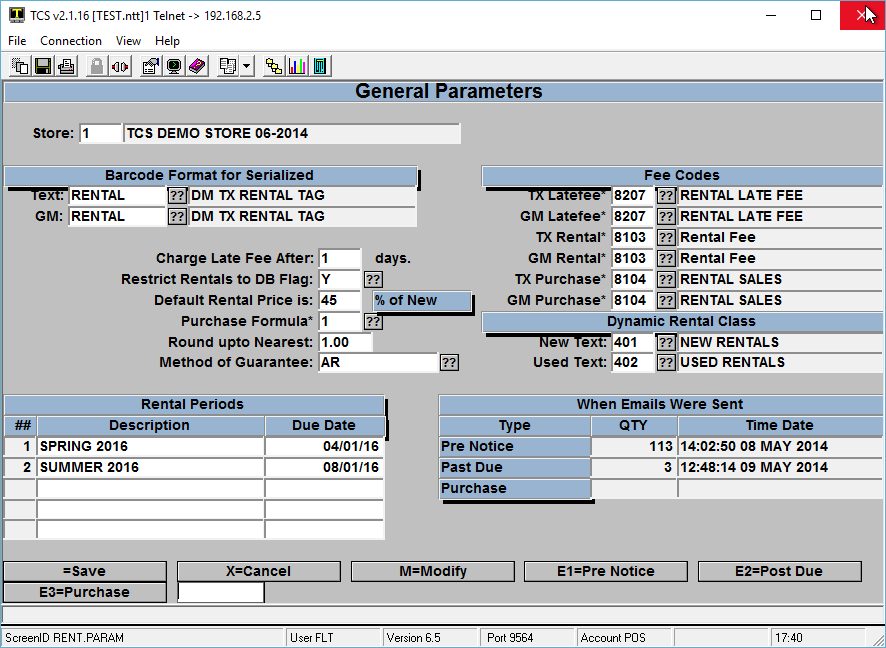 TCS v2.1.16 [TEST.ntt]1 Telnet -> 192.168.2.5
File Connection View Help
General Parameters
Store: 1 TCS DEMO STORE 06-2014
Barcode Format for Serialized
Text: RENTAL ?? DM TX RENTAL TAG
GM: RENTAL ?? DM TX RENTAL TAG
Charge Late Fee After: 1 days.
Restrict Rentals to DB Flag: Y ??
Default Rental Price is: 45 % of New
Purchase Formula* 1 ??
Round upto Nearest: 1.00
Method of Guarantee: AR ??
Fee Codes
TX Latefee* 8207 ?? RENTAL LATE FEE
GM Latefee* 8207 ?? RENTAL LATE FEE
TX Rental* 8103 ?? Rental Fee
GM Rental* 8103 ?? Rental Fee
TX Purchase* 8104 ?? RENTAL SALES
GM Purchase* 8104 ?? RENTAL SALES
Dynamic Rental Class
New Text: 401 ?? NEW RENTALS
Used Text: 402 ?? USED RENTALS
Rental Periods
## Description Due Date
1 SPRING 2016 04/01/16
2 SUMMER 2016 08/01/16
When Emails Were Sent
Type QTY Time Date
Pre Notice 113 14:02:50 08 MAY 2014
Past Due 3 12:48:14 09 MAY 2014
Purchase
=Save X=Cancel M=Modify E1=Pre Notice E2=Post Due
E3=Purchase
ScreenID RENT.PARAM User FLT Version 6.5 Port 9564 Account POS 17:40